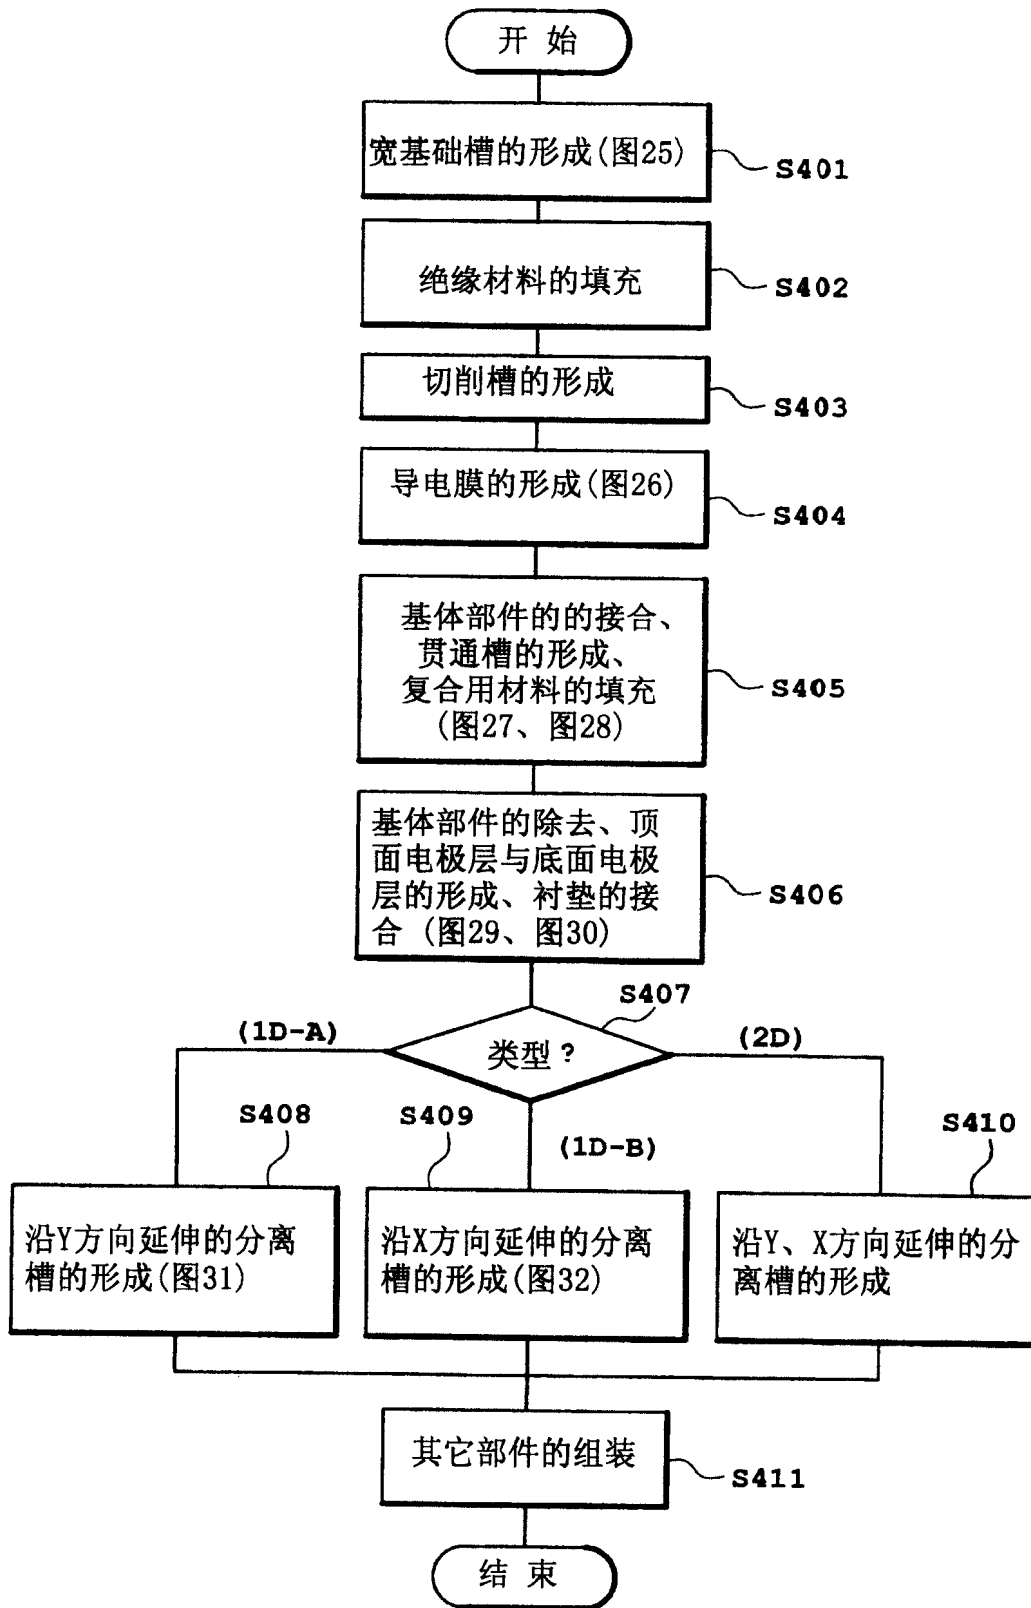 开 始
宽基础槽的形成(图25)
S401
绝缘材料的填充
S402
切削槽的形成
S403
导电膜的形成(图26)
S404
基体部件的的接合、
贯通槽的形成、
复合用材料的填充
(图27、图28)
S405
基体部件的除去、顶
面电极层与底面电极
层的形成、衬垫的接
合 (图29、图30)
S406
S407
类型?
(1D-A)
(1D-B)
(2D)
S408
沿Y方向延伸的分离
槽的形成(图31)
S409
沿X方向延伸的分离
槽的形成(图32)
S410
沿Y、X方向延伸的分
离槽的形成
其它部件的组装
S411
结 束